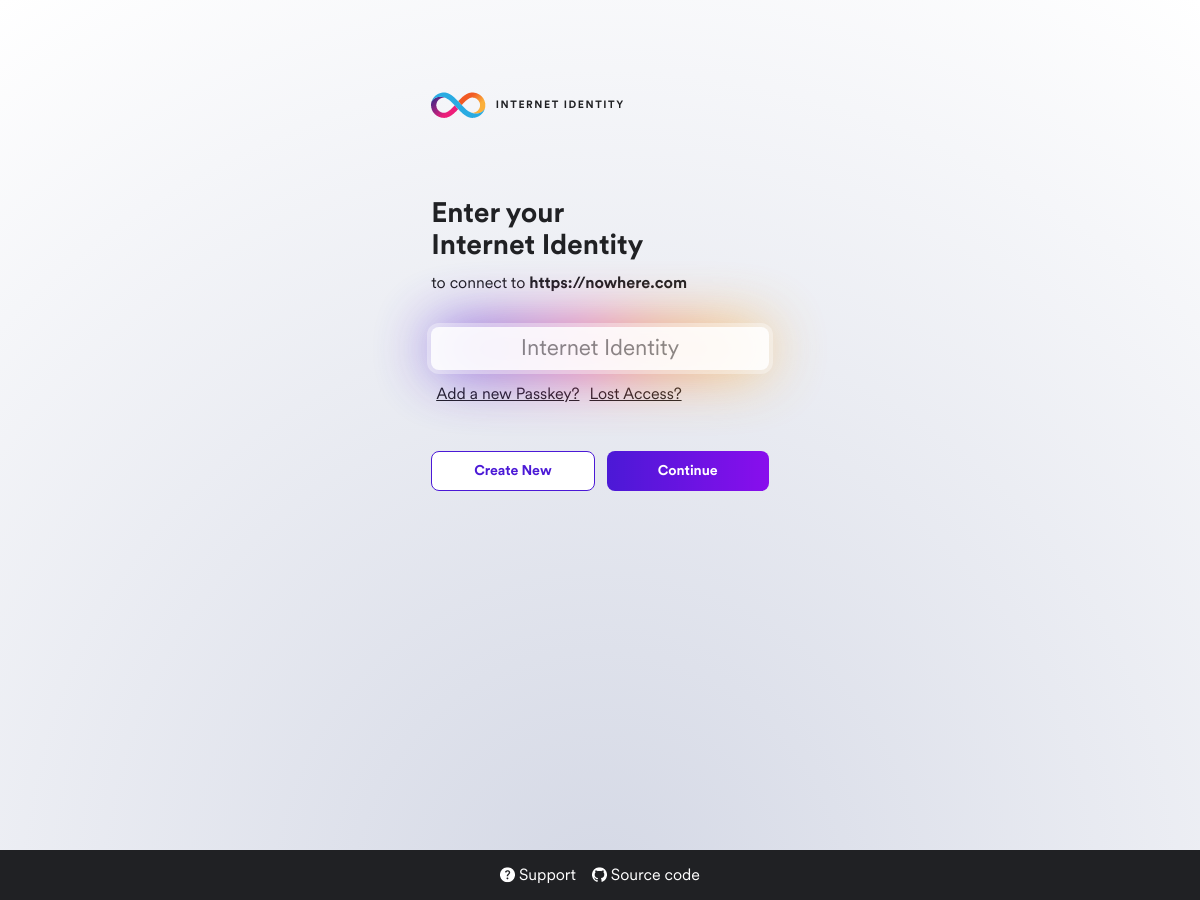 INTERNET IDENTITY
Enter your
Internet Identity
to connect to https://nowhere.com
Internet Identity
Add a new Passkey? Lost Access?
Create New Continue
Support Source code